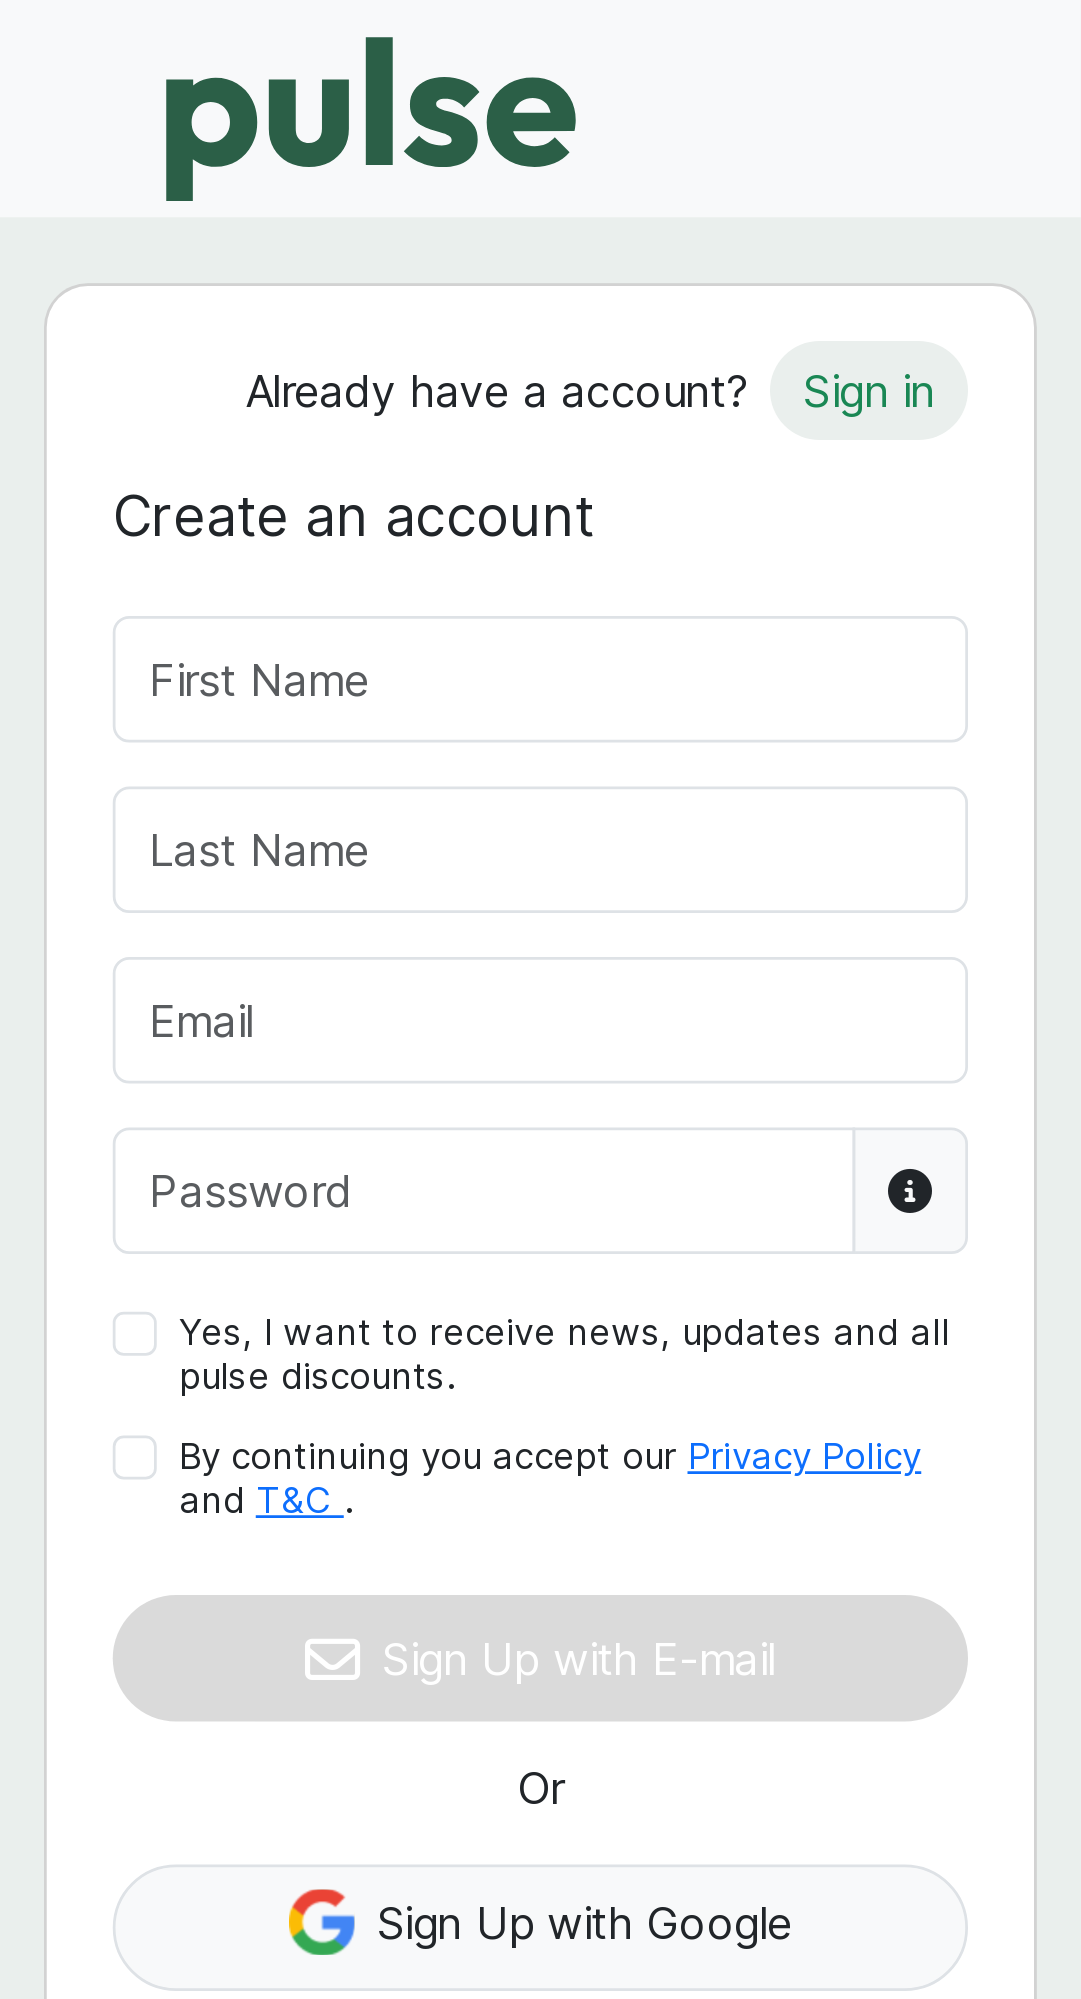 pulse
Already have a account? Sign in
Create an account
First Name
Last Name
Email
Password
Yes, I want to receive news, updates and all
pulse discounts.
By continuing you accept our Privacy Policy
and T&C .
Sign Up with E-mail
Or
Sign Up with Google